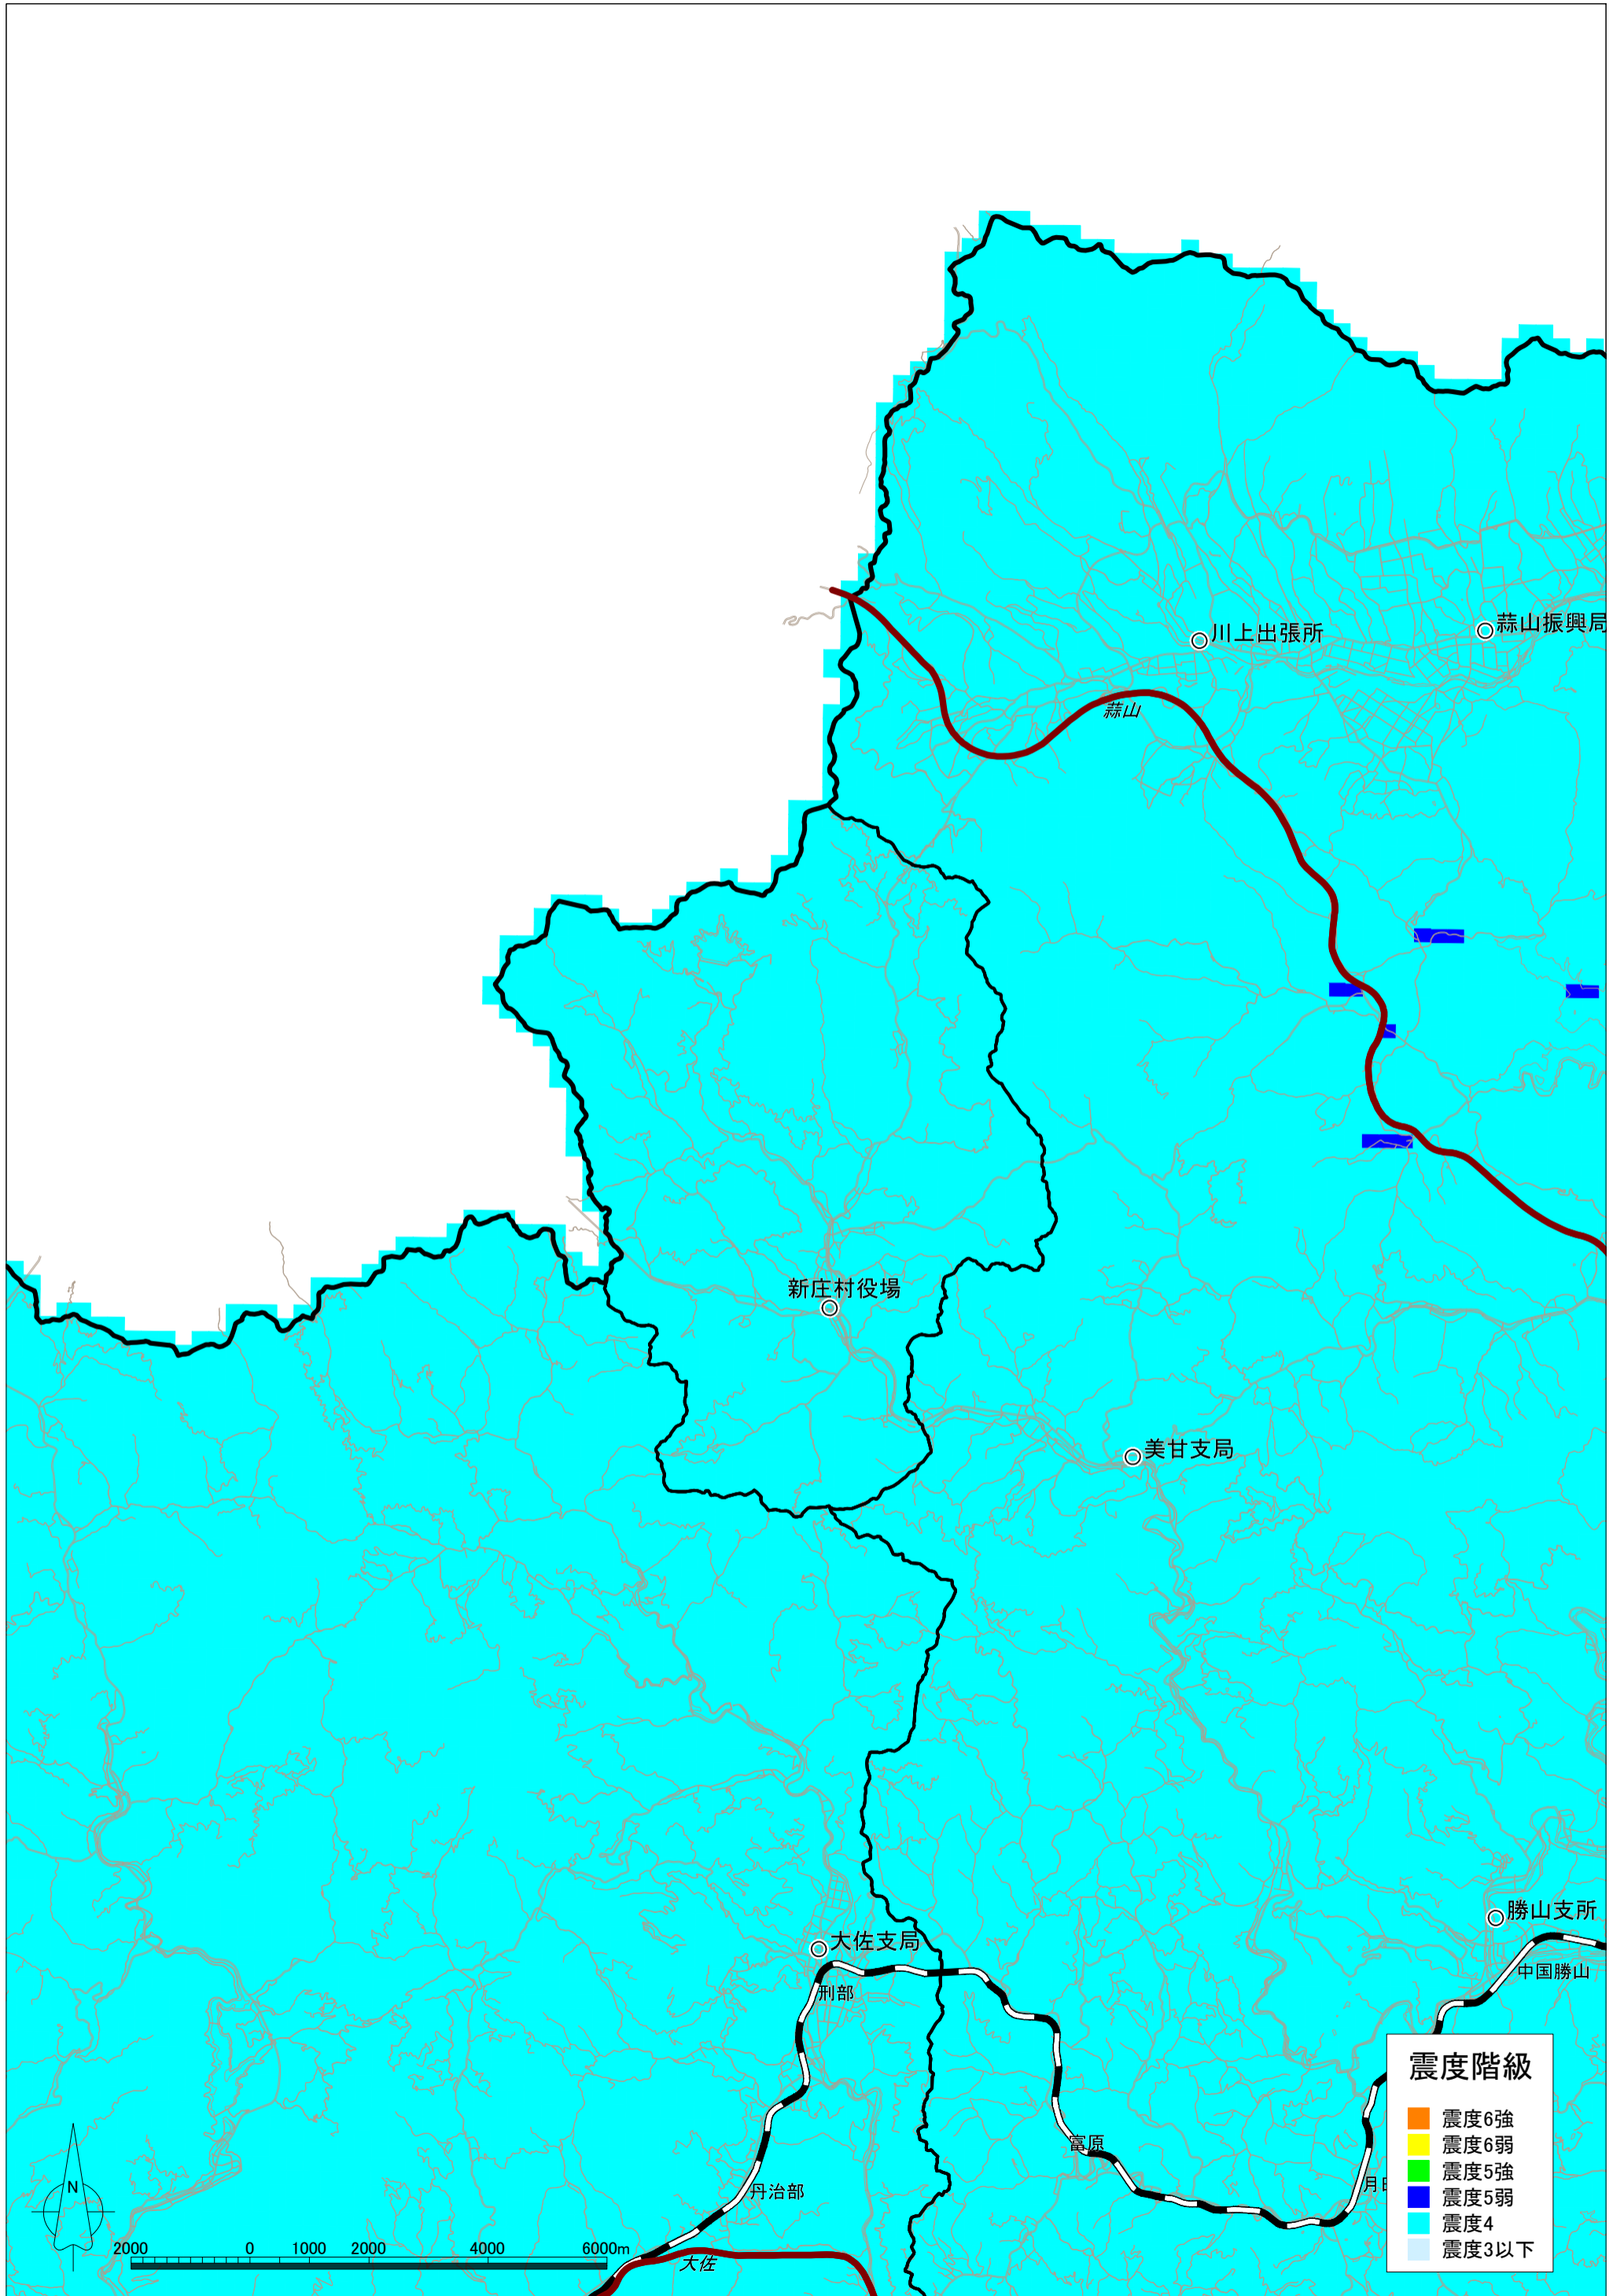 川上出張所
蒜山振興局
蒜山
新庄村役場
美甘支局
勝山支所
大佐支局
中国勝山
刑部
富原
丹治部
月田
大佐
震度階級
震度6強
震度6弱
震度5強
震度5弱
震度4
震度3以下
N
2000 0 1000 2000 4000 6000m